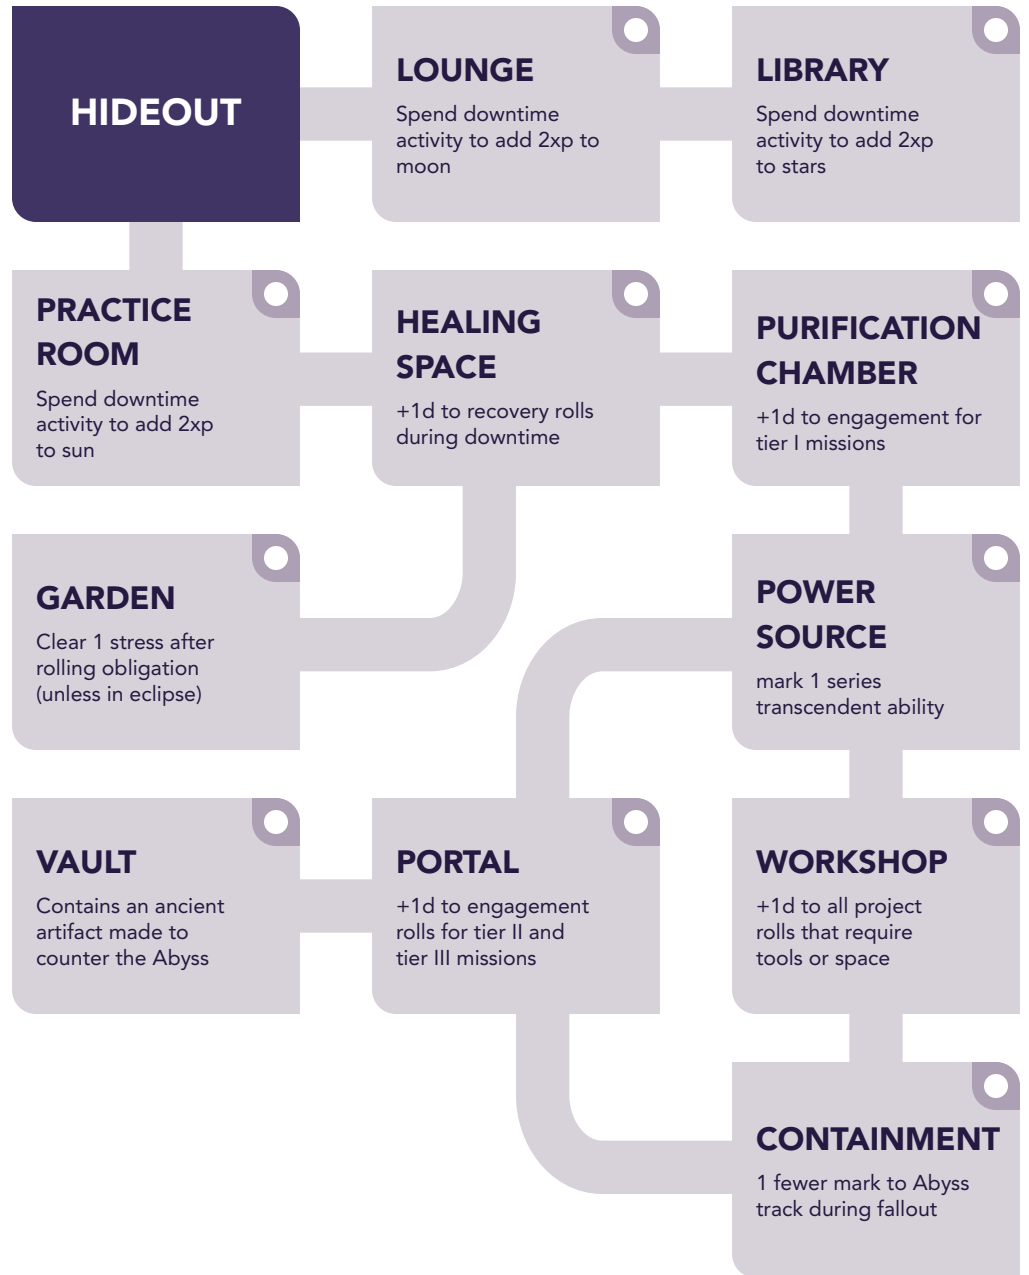 HIDEOUT
LOUNGE
Spend downtime
activity to add 2xp to
moon
LIBRARY
Spend downtime
activity to add 2xp
to stars
PRACTICE
ROOM
Spend downtime
activity to add 2xp
to sun
HEALING
SPACE
+1d to recovery rolls
during downtime
PURIFICATION
CHAMBER
+1d to engagement for
tier I missions
GARDEN
Clear 1 stress after
rolling obligation
(unless in eclipse)
POWER
SOURCE
mark 1 series
transcendent ability
VAULT
Contains an ancient
artifact made to
counter the Abyss
PORTAL
+1d to engagement
rolls for tier II and
tier III missions
WORKSHOP
+1d to all project
rolls that require
tools or space
CONTAINMENT
1 fewer mark to Abyss
track during fallout